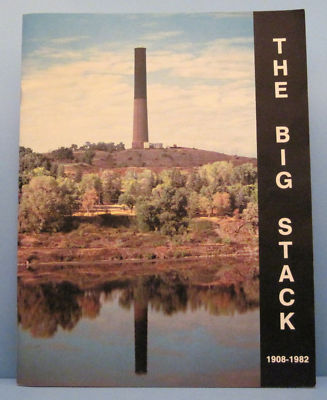 THE BIG STACK
1908-1982